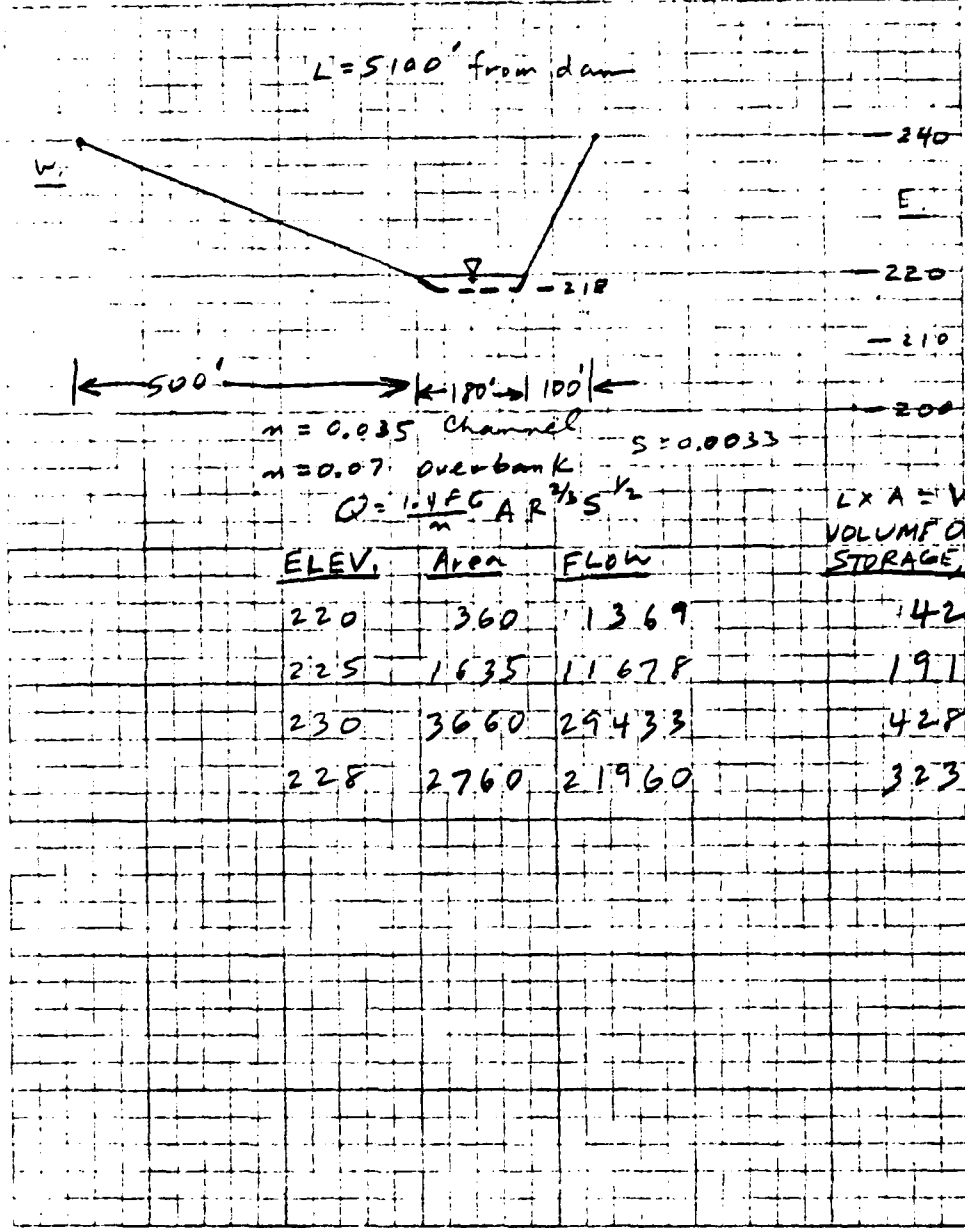 L = 5100' from dam
240
W.
E.
220
218
210
500' 180' 100'
200
n = 0.035 Channel
S = 0.0033
n = 0.07 overbank
Q = 1.486/n A R^2/3 S^1/2
L x A = V
VOLUME O
ELEV. Area FLOW STORAGE,
220 360 1369 42
225 1635 11678 191
230 3660 29433 428
228 2760 21960 323